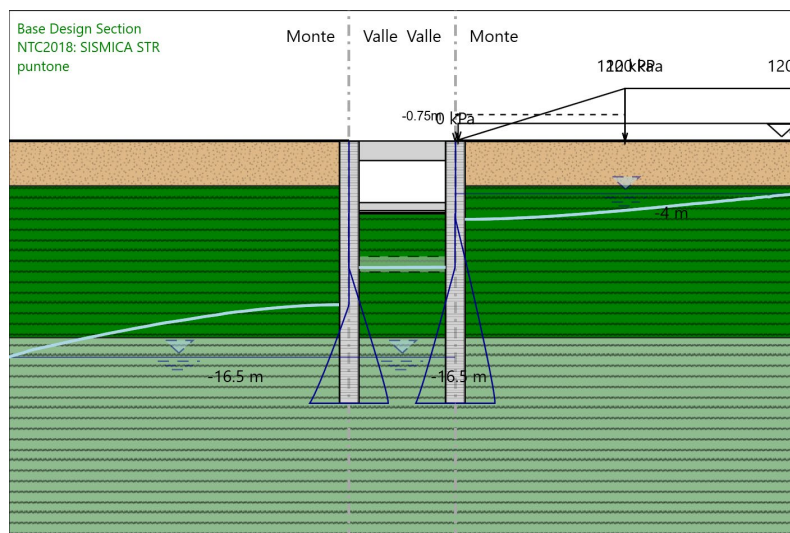 Base Design Section
NTC2018: SISMICA STR
puntone
Monte
Valle
Valle
Monte
120
-0.75m
0 kPa
-4 m
-16.5 m
-16.5 m